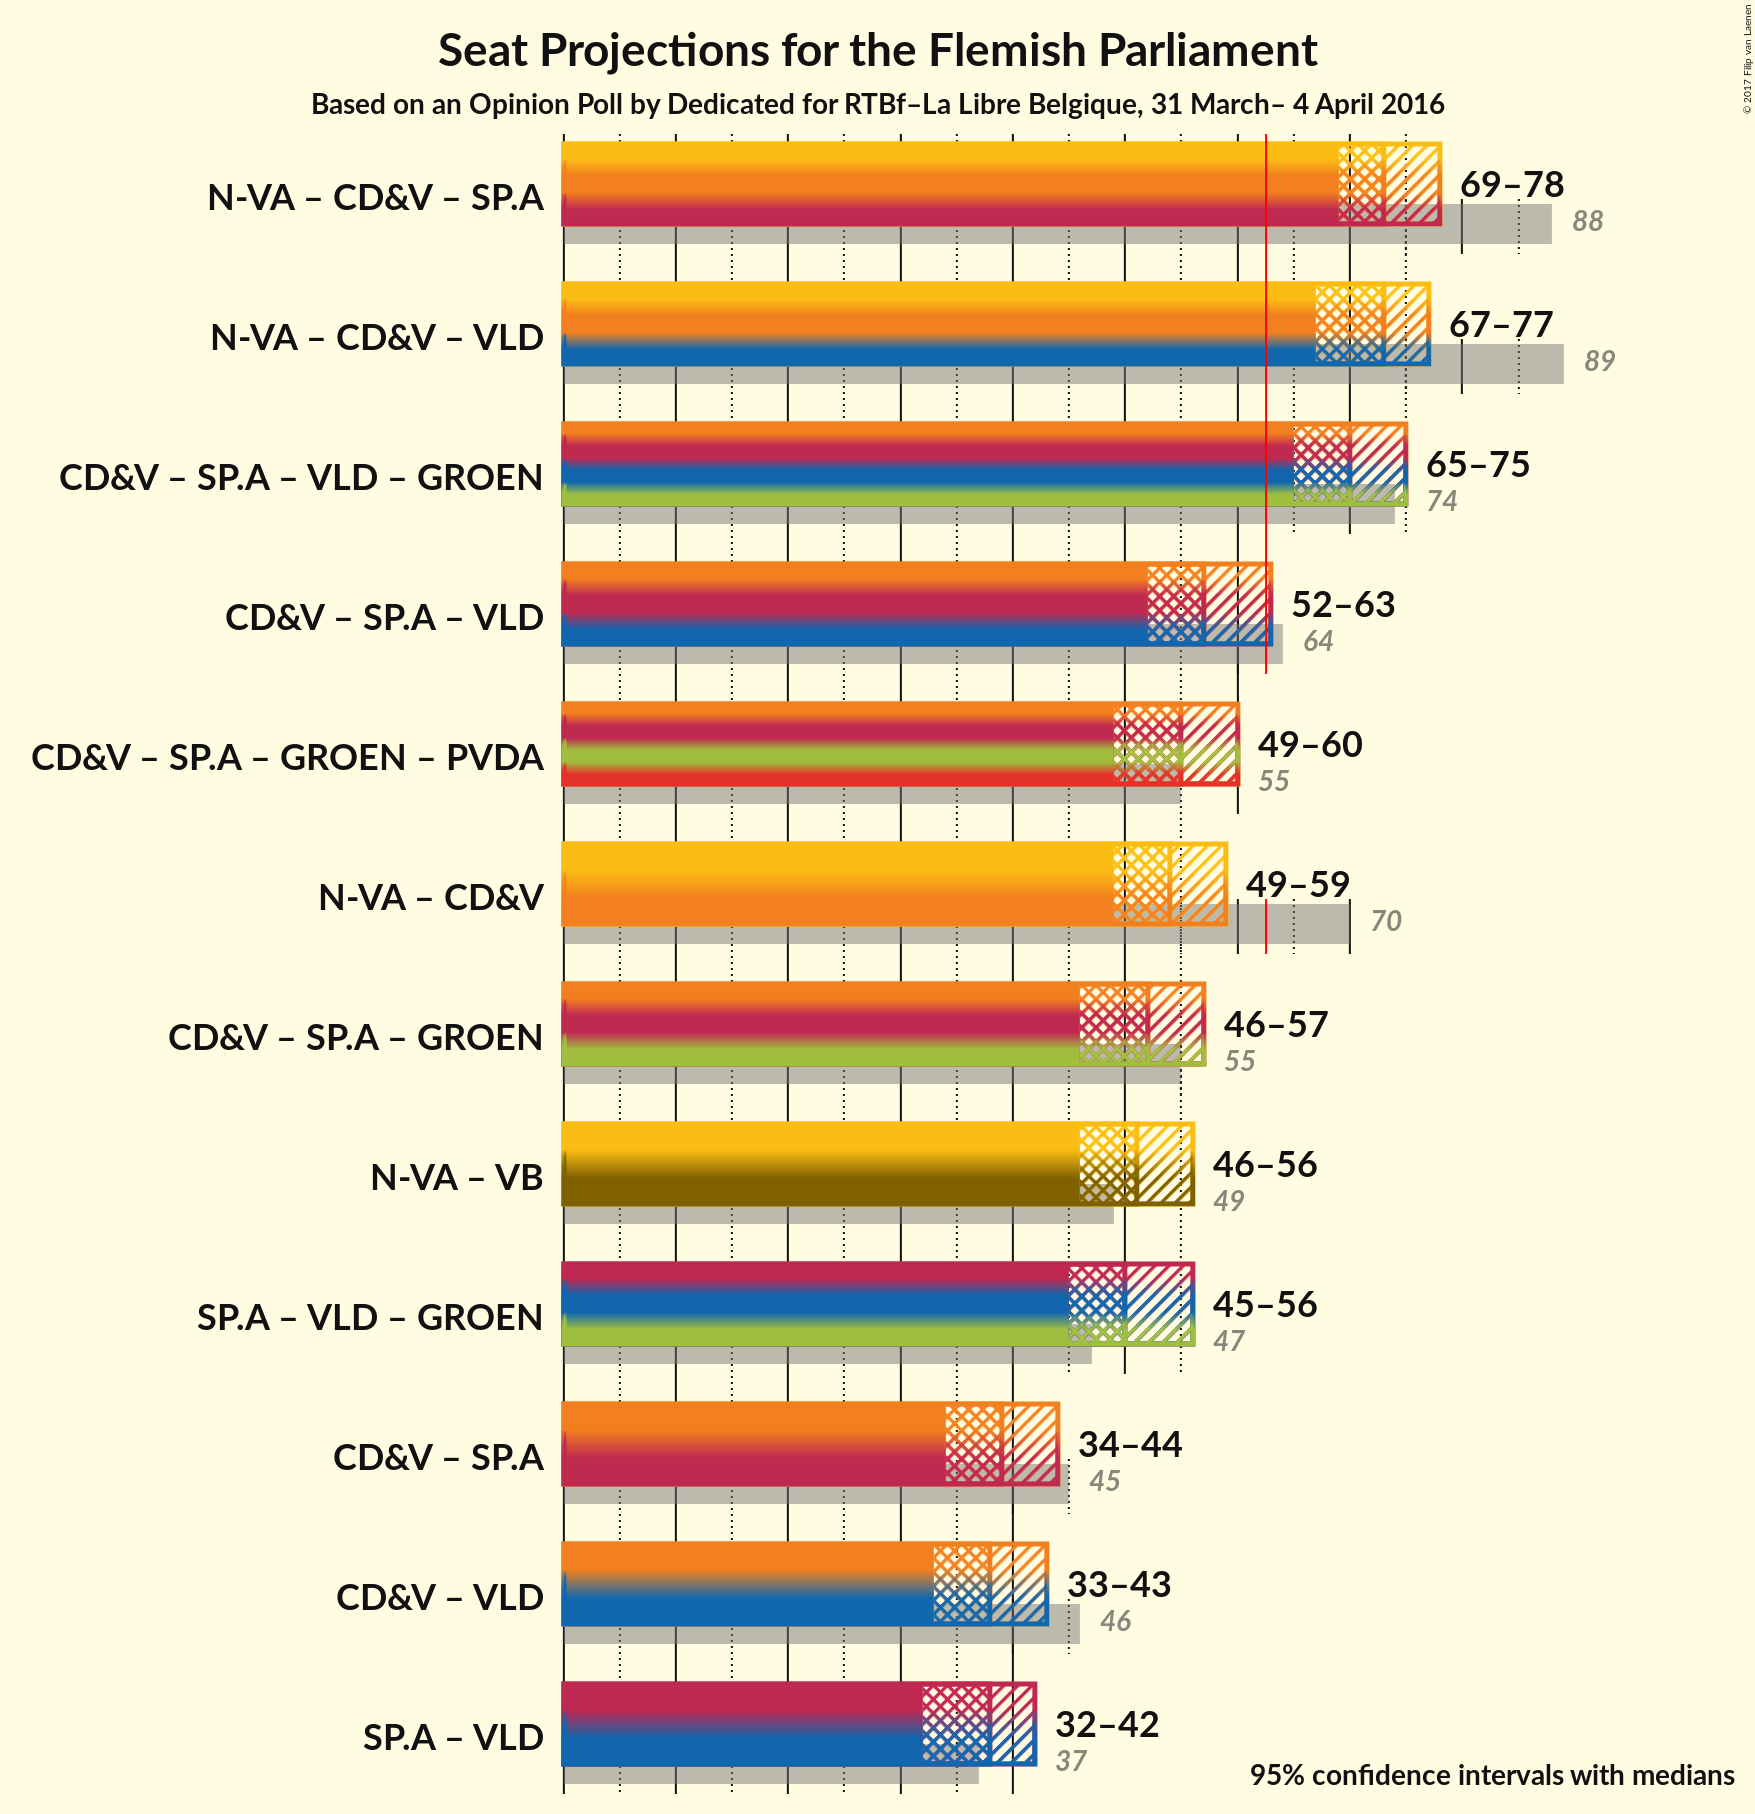 Seat Projections for the Flemish Parliament
Based on an Opinion Poll by Dedicated for RTBf–La Libre Belgique, 31 March– 4 April 2016
© 2017 Filip van Laenen
N-VA – CD&V – SP.A
69–78
88
N-VA – CD&V – VLD
67–77
89
CD&V – SP.A – VLD – GROEN
65–75
74
CD&V – SP.A – VLD
52–63
64
CD&V – SP.A – GROEN – PVDA
49–60
55
N-VA – CD&V
49–59
70
CD&V – SP.A – GROEN
46–57
55
N-VA – VB
46–56
49
SP.A – VLD – GROEN
45–56
47
CD&V – SP.A
34–44
45
CD&V – VLD
33–43
46
SP.A – VLD
32–42
37
95% confidence intervals with medians